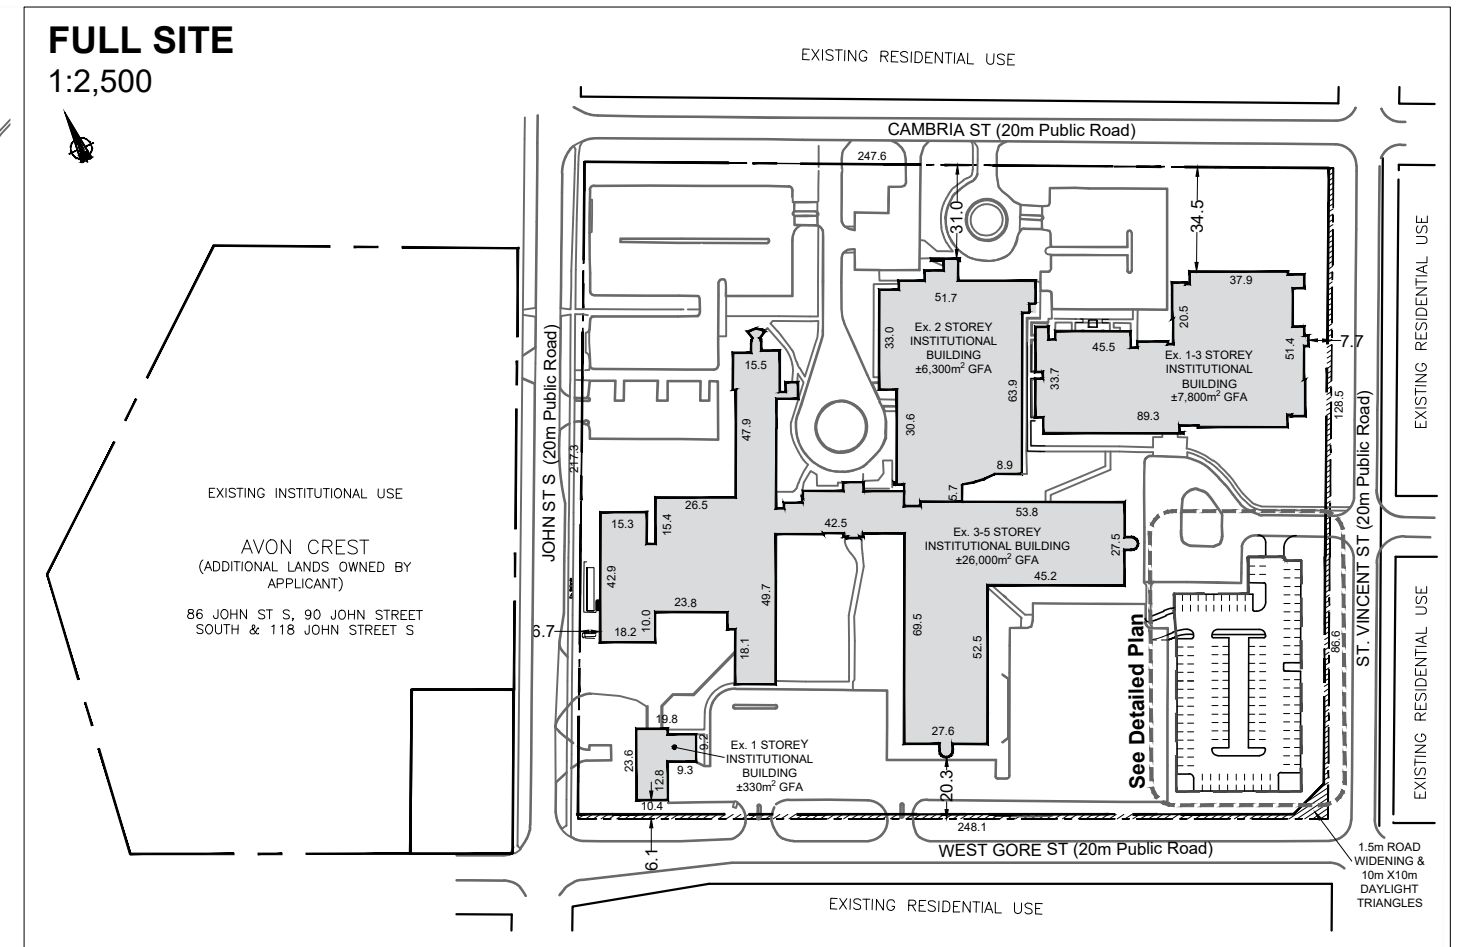 FULL SITE
1:2,500
EXISTING RESIDENTIAL USE
CAMBRIA ST (20m Public Road)
247.6
31.0
34.5
37.9
51.7
20.5
33.0
Ex. 2 STOREY
INSTITUTIONAL
BUILDING
±6,300m² GFA
45.5
51.4
7.7
Ex. 1-3 STOREY
INSTITUTIONAL
BUILDING
±7,800m² GFA
33.7
63.9
89.3
128.5
15.5
47.9
30.6
8.9
5.7
EXISTING RESIDENTIAL USE
JOHN ST S (20m Public Road)
217.3
ST. VINCENT ST (20m Public Road)
EXISTING INSTITUTIONAL USE
AVON CREST
(ADDITIONAL LANDS OWNED BY
APPLICANT)
86 JOHN ST S, 90 JOHN STREET
SOUTH & 118 JOHN STREET S
26.5
15.3
15.4
42.5
53.8
Ex. 3-5 STOREY
INSTITUTIONAL BUILDING
±26,000m² GFA
27.5
45.2
42.9
23.8
49.7
10.0
18.2
6.7
18.1
69.5
52.5
See Detailed Plan
86.6
EXISTING RESIDENTIAL USE
19.8
9.2
23.6
12.8
9.3
10.4
Ex. 1 STOREY
INSTITUTIONAL
BUILDING
±330m² GFA
27.6
20.3
6.1
248.1
WEST GORE ST (20m Public Road)
1.5m ROAD
WIDENING &
10m X10m
DAYLIGHT
TRIANGLES
EXISTING RESIDENTIAL USE